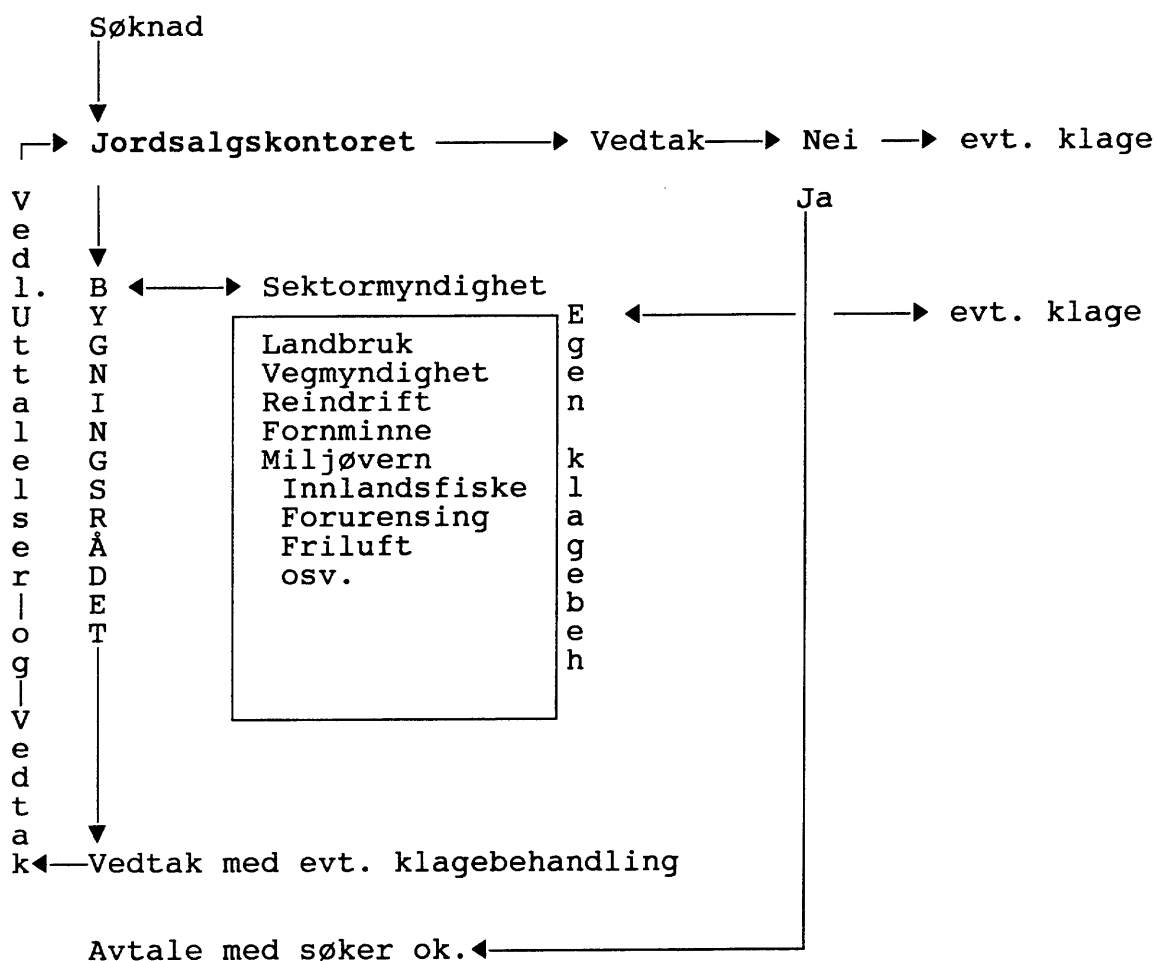 Søknad
Jordsalgskontoret Vedtak Nei evt. klage
Ja
Vedl. Uttalelser og Vedtak
BYGNINGSRÅDET
Sektormyndighet
Landbruk
Vegmyndighet
Reindrift
Fornminne
Miljøvern
Innlandsfiske
Forurensing
Friluft
osv.
Egen klagebeh
evt. klage
Vedtak med evt. klagebehandling
Avtale med søker ok.